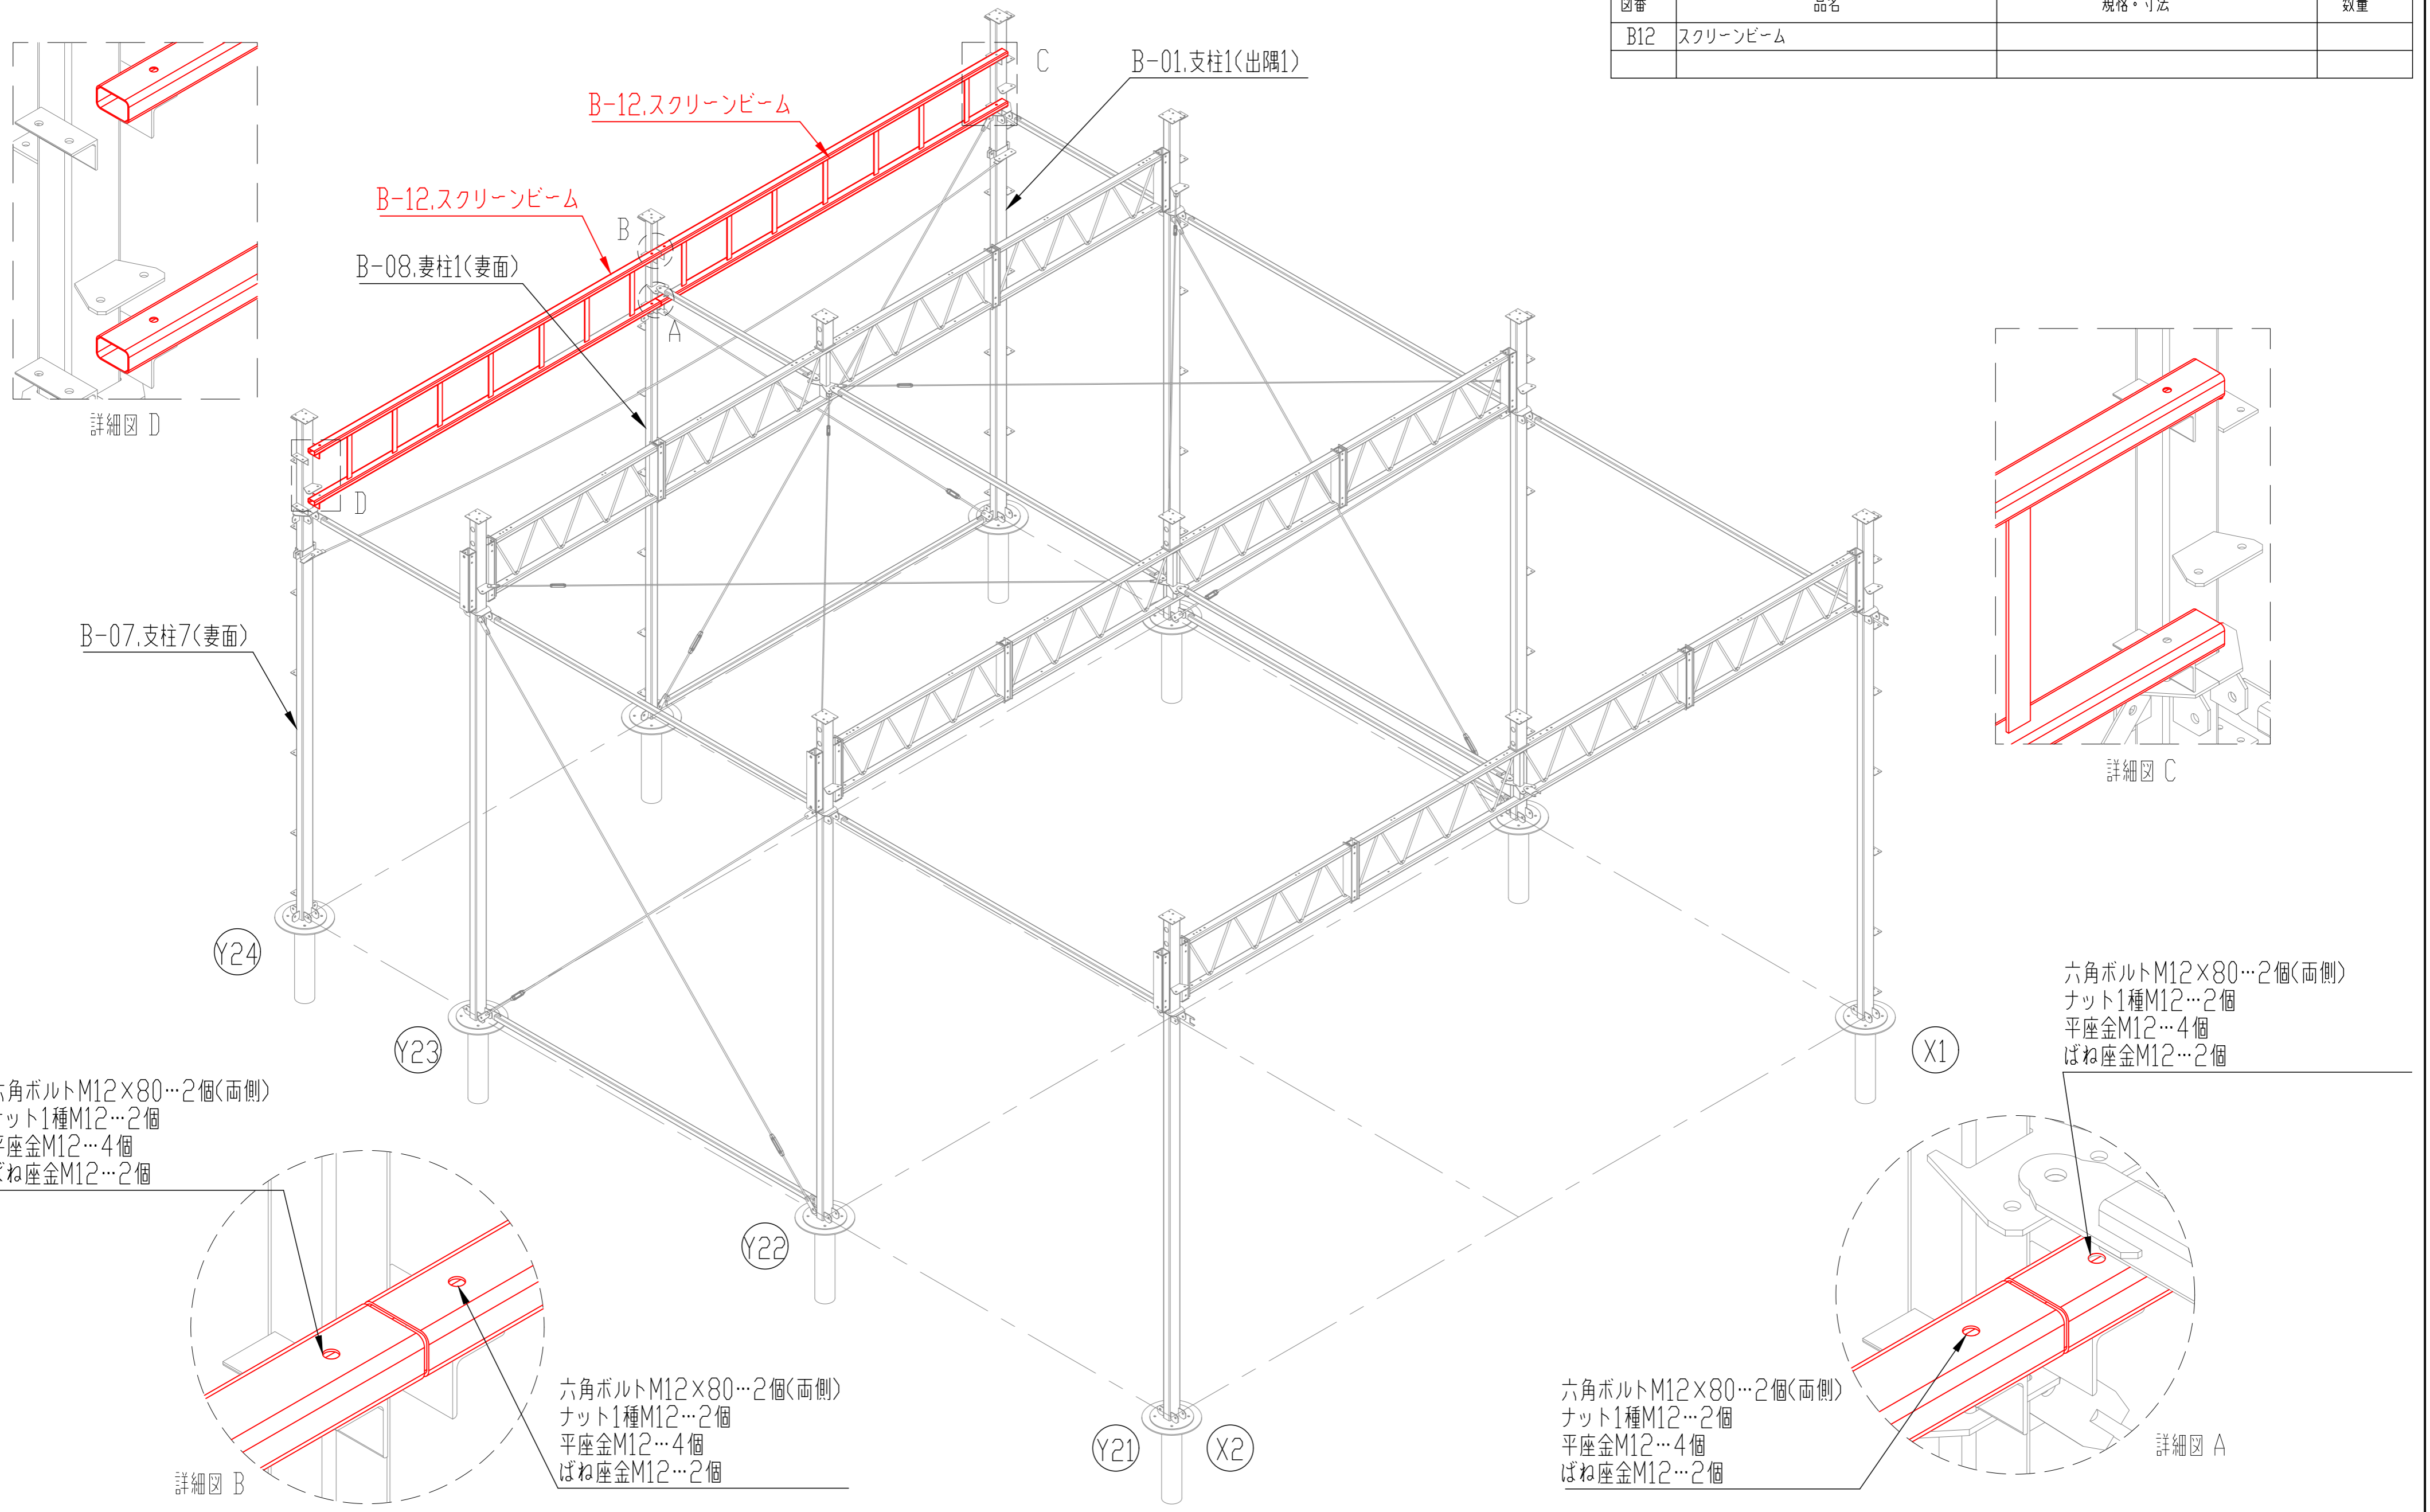 図番 品名 規格・寸法 数量
B12 スクリーンビーム
C
B-01.支柱1(出隅1)
B-12.スクリーンビーム
B-12.スクリーンビーム
B
B-08.妻柱1(妻面)
A
詳細図 D
D
B-07.支柱7(妻面)
詳細図 C
Y24
Y23
Y22
Y21
X2
X1
六角ボルトM12×80…2個(両側)
ナット1種M12…2個
平座金M12…4個
ばね座金M12…2個
六角ボルトM12×80…2個(両側)
ナット1種M12…2個
平座金M12…4個
ばね座金M12…2個
六角ボルトM12×80…2個(両側)
ナット1種M12…2個
平座金M12…4個
ばね座金M12…2個
詳細図 B
六角ボルトM12×80…2個(両側)
ナット1種M12…2個
平座金M12…4個
ばね座金M12…2個
詳細図 A